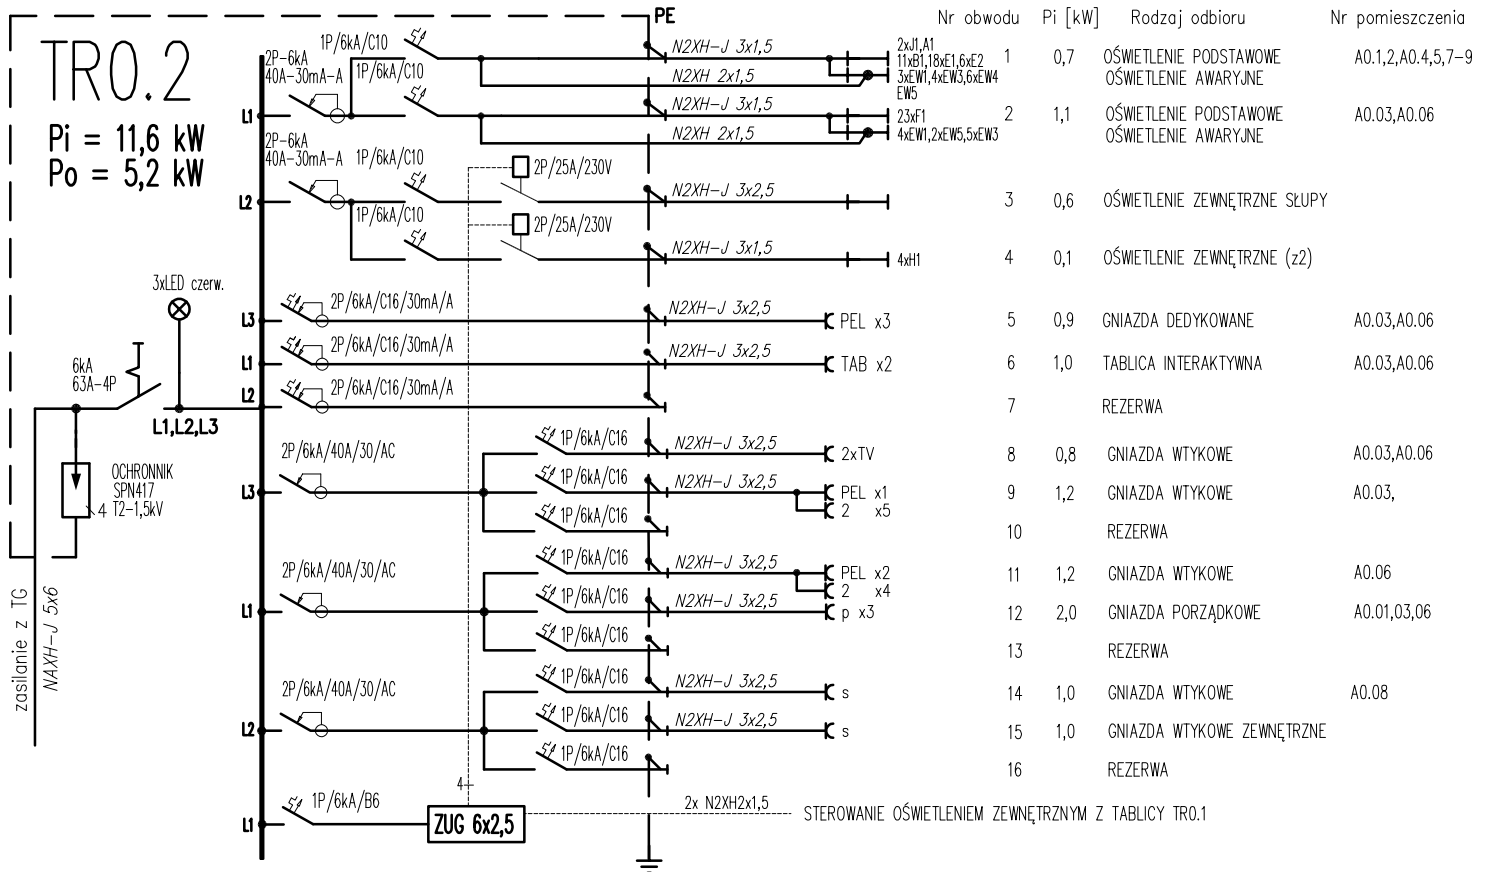 PE
Nr obwodu Pi [kW] Rodzaj odbioru Nr pomieszczenia
TR0.2
Pi = 11,6 kW
Po = 5,2 kW
1P/6kA/C10
N2XH-J 3x1,5
2xJ1,A1
11xB1,18xE1,6xE2
3xEW1,4xEW3,6xEW4
EW5
1 0,7 OŚWIETLENIE PODSTAWOWE A0.1,2,A0.4,5,7-9
OŚWIETLENIE AWARYJNE
2P-6kA
40A-30mA-A
1P/6kA/C10
N2XH 2x1,5
L1
N2XH-J 3x1,5
23xF1
4xEW1,2xEW5,5xEW3
2 1,1 OŚWIETLENIE PODSTAWOWE A0.03,A0.06
OŚWIETLENIE AWARYJNE
N2XH 2x1,5
2P-6kA
40A-30mA-A
1P/6kA/C10
2P/25A/230V
L2
N2XH-J 3x2,5
3 0,6 OŚWIETLENIE ZEWNĘTRZNE SŁUPY
1P/6kA/C10
2P/25A/230V
N2XH-J 3x1,5
4xH1
4 0,1 OŚWIETLENIE ZEWNĘTRZNE (z2)
3xLED czerw.
L3
2P/6kA/C16/30mA/A
N2XH-J 3x2,5
PEL x3
5 0,9 GNIAZDA DEDYKOWANE A0.03,A0.06
L1
2P/6kA/C16/30mA/A
N2XH-J 3x2,5
TAB x2
6 1,0 TABLICA INTERAKTYWNA A0.03,A0.06
6kA
63A-4P
L2
2P/6kA/C16/30mA/A
7 REZERWA
L1,L2,L3
2P/6kA/40A/30/AC
1P/6kA/C16
N2XH-J 3x2,5
2xTV
8 0,8 GNIAZDA WTYKOWE A0.03,A0.06
OCHRONNIK
SPN417
T2-1,5kV
4
L3
1P/6kA/C16
N2XH-J 3x2,5
PEL x1
2 x5
9 1,2 GNIAZDA WTYKOWE A0.03,
1P/6kA/C16
10 REZERWA
2P/6kA/40A/30/AC
1P/6kA/C16
N2XH-J 3x2,5
PEL x2
2 x4
11 1,2 GNIAZDA WTYKOWE A0.06
zasilanie z TG
NAXH-J 5x6
L1
1P/6kA/C16
N2XH-J 3x2,5
p x3
12 2,0 GNIAZDA PORZĄDKOWE A0.01,03,06
1P/6kA/C16
13 REZERWA
2P/6kA/40A/30/AC
1P/6kA/C16
N2XH-J 3x2,5
s
14 1,0 GNIAZDA WTYKOWE A0.08
L2
1P/6kA/C16
N2XH-J 3x2,5
s
15 1,0 GNIAZDA WTYKOWE ZEWNĘTRZNE
1P/6kA/C16
16 REZERWA
4
L1
1P/6kA/B6
ZUG 6x2,5
2x N2XH2x1,5
STEROWANIE OŚWIETLENIEM ZEWNĘTRZNYM Z TABLICY TR0.1